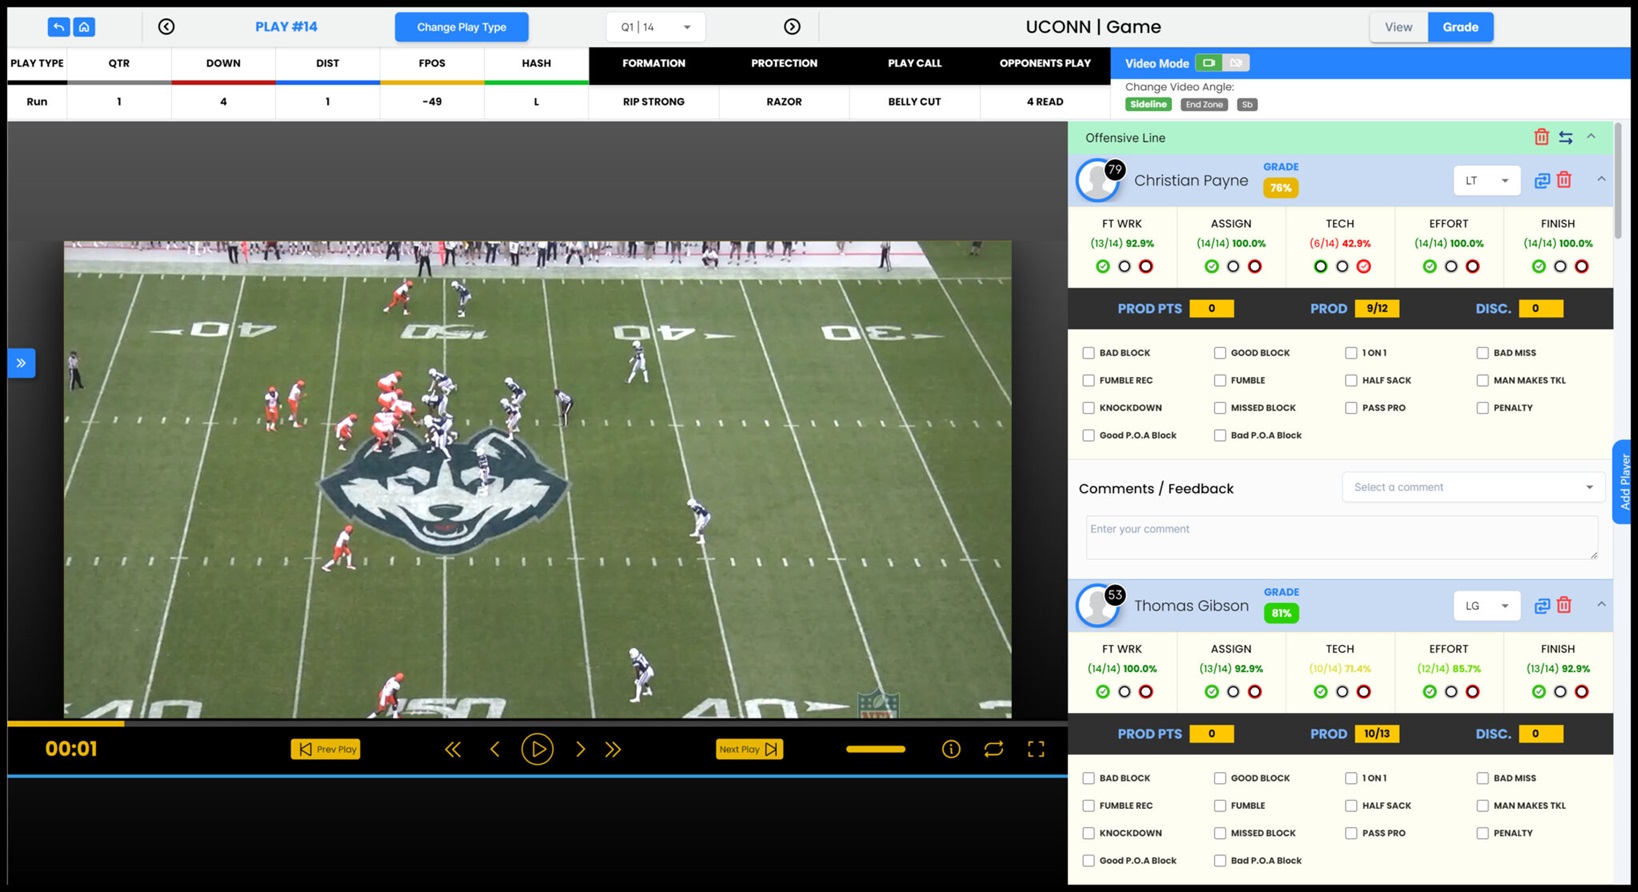 PLAY #14
Change Play Type
Q1 | 14
UCONN | Game
View
Grade
PLAY TYPE QTR DOWN DIST FPOS HASH FORMATION PROTECTION PLAY CALL OPPONENTS PLAY
Run 1 4 1 -49 L RIP STRONG RAZOR BELLY CUT 4 READ
Video Mode
Change Video Angle:
Sideline End Zone Sb
40 50 40 30
40 50 40
NFL
00:01
Prev Play
Next Play
Offensive Line
79
Christian Payne
GRADE
76%
LT
FT WRK ASSIGN TECH EFFORT FINISH
(13/14) 92.9% (14/14) 100.0% (6/14) 42.9% (14/14) 100.0% (14/14) 100.0%
PROD PTS 0 PROD 9/12 DISC. 0
BAD BLOCK GOOD BLOCK 1 ON 1 BAD MISS
FUMBLE REC FUMBLE HALF SACK MAN MAKES TKL
KNOCKDOWN MISSED BLOCK PASS PRO PENALTY
Good P.O.A Block Bad P.O.A Block
Comments / Feedback
Select a comment
Enter your comment
Add Player
53
Thomas Gibson
GRADE
81%
LG
FT WRK ASSIGN TECH EFFORT FINISH
(14/14) 100.0% (13/14) 92.9% (10/14) 71.4% (12/14) 85.7% (13/14) 92.9%
PROD PTS 0 PROD 10/13 DISC. 0
BAD BLOCK GOOD BLOCK 1 ON 1 BAD MISS
FUMBLE REC FUMBLE HALF SACK MAN MAKES TKL
KNOCKDOWN MISSED BLOCK PASS PRO PENALTY
Good P.O.A Block Bad P.O.A Block